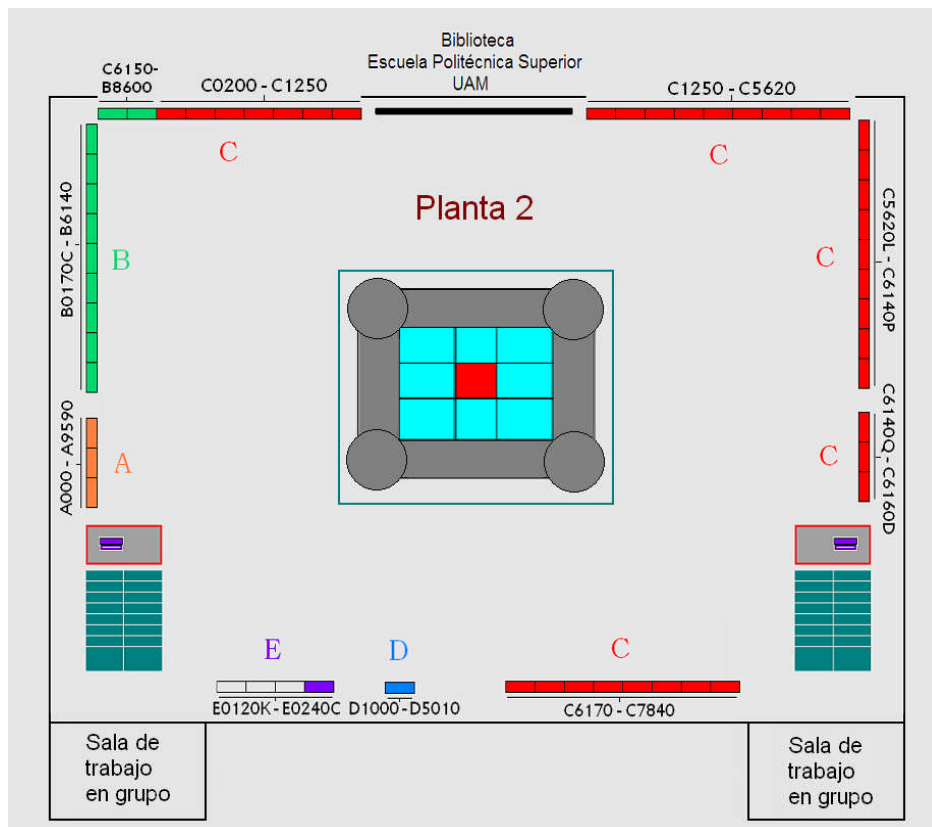 Biblioteca
Escuela Politécnica Superior
UAM
C6150-
B8600
C0200 - C1250
C1250 - C5620
C
C
Planta 2
B0170C - B6140
B
C
C5620L - C6140P
A000 - A9590
A
C
C6140Q - C6160D
E
D
C
E0120K - E0240C
D1000 - D5010
C6170 - C7840
Sala de
trabajo
en grupo
Sala de
trabajo
en grupo